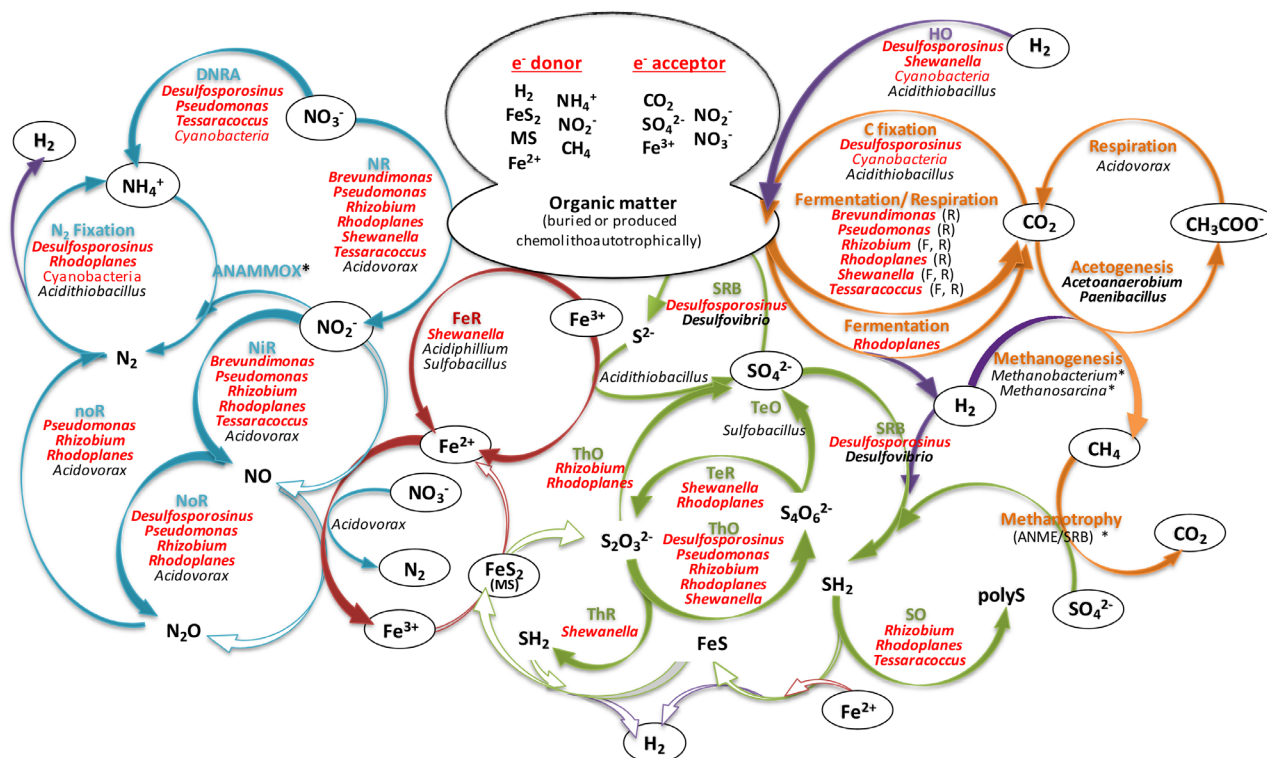 e⁻ donor
H₂
FeS₂
MS
Fe²⁺
NH₄⁺
NO₂⁻
CH₄
e⁻ acceptor
CO₂
SO₄²⁻
Fe³⁺
NO₂⁻
NO₃⁻
Organic matter
(buried or produced
chemolithoautotrophically)
DNRA
Desulfosporosinus
Pseudomonas
Tessaracoccus
Cyanobacteria
NO₃⁻
H₂
NH₄⁺
NR
Brevundimonas
Pseudomonas
Rhizobium
Rhodoplanes
Shewanella
Tessaracoccus
Acidovorax
N₂ Fixation
Desulfosporosinus
Rhodoplanes
Cyanobacteria
Acidithiobacillus
ANAMMOX*
NO₂⁻
N₂
NiR
Brevundimonas
Pseudomonas
Rhizobium
Rhodoplanes
Tessaracoccus
Acidovorax
noR
Pseudomonas
Rhizobium
Rhodoplanes
Acidovorax
NO
NoR
Desulfosporosinus
Pseudomonas
Rhizobium
Rhodoplanes
Acidovorax
N₂O
FeR
Shewanella
Acidiphillium
Sulfobacillus
Fe³⁺
Fe²⁺
NO₃⁻
Acidovorax
N₂
Fe³⁺
FeS₂
(MS)
SRB
Desulfosporosinus
Desulfovibrio
S²⁻
Acidithiobacillus
SO₄²⁻
TeO
Sulfobacillus
ThO
Rhizobium
Rhodoplanes
TeR
Shewanella
Rhodoplanes
S₄O₆²⁻
S₂O₃²⁻
ThO
Desulfosporosinus
Pseudomonas
Rhizobium
Rhodoplanes
Shewanella
ThR
Shewanella
SH₂
FeS
H₂
Fe²⁺
SRB
Desulfosporosinus
Desulfovibrio
SH₂
SO
Rhizobium
Rhodoplanes
Tessaracoccus
polyS
SO₄²⁻
HO
Desulfosporosinus
Shewanella
Cyanobacteria
Acidithiobacillus
H₂
C fixation
Desulfosporosinus
Cyanobacteria
Acidithiobacillus
Fermentation/Respiration
Brevundimonas (R)
Pseudomonas (R)
Rhizobium (F, R)
Rhodoplanes (R)
Shewanella (F, R)
Tessaracoccus (F, R)
Fermentation
Rhodoplanes
CO₂
Respiration
Acidovorax
CH₃COO⁻
Acetogenesis
Acetoanaerobium
Paenibacillus
H₂
Methanogenesis
Methanobacterium*
Methanosarcina*
CH₄
Methanotrophy
(ANME/SRB) *
CO₂